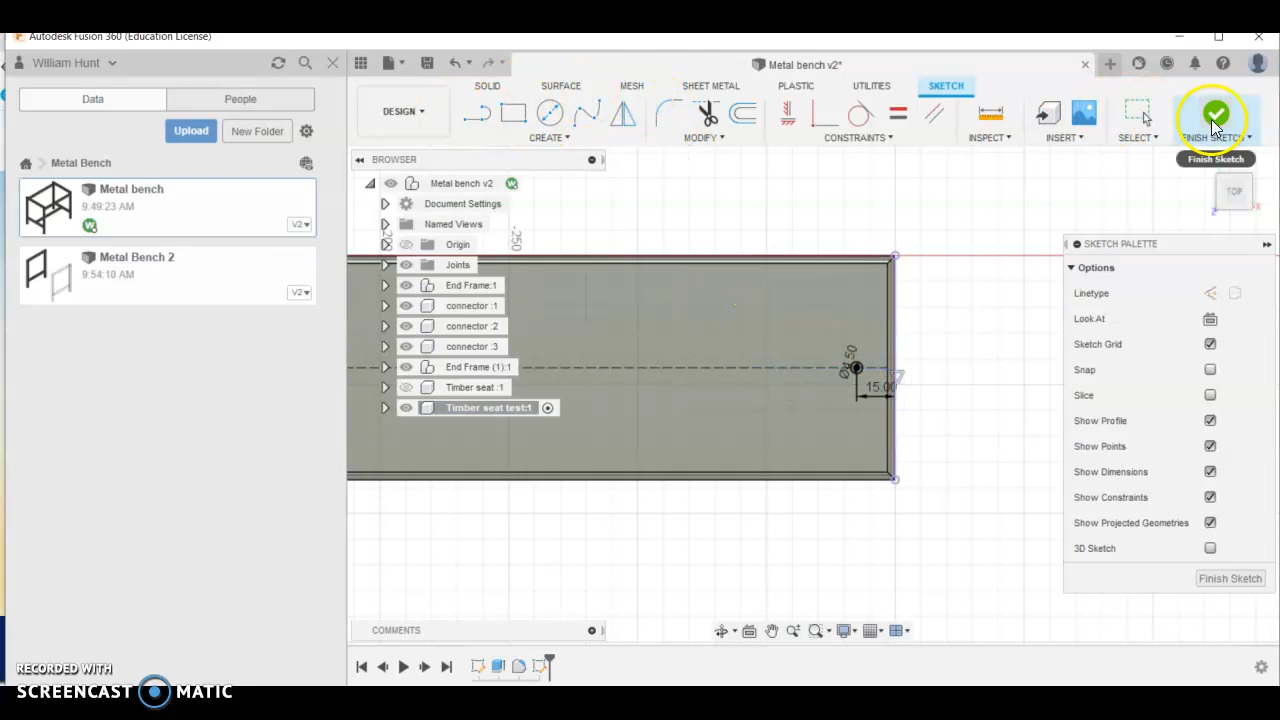 Autodesk Fusion 360 (Education License)
William Hunt
Metal bench v2*
Data
People
Upload
New Folder
Metal Bench
Metal bench
9:49:23 AM
V2
Metal Bench 2
9:54:10 AM
V2
DESIGN
SOLID
SURFACE
MESH
SHEET METAL
PLASTIC
UTILITIES
SKETCH
CREATE
MODIFY
CONSTRAINTS
INSPECT
INSERT
SELECT
FINISH SKETCH
Finish Sketch
TOP
BROWSER
Metal bench v2
Document Settings
Named Views
Origin
Joints
End Frame:1
connector :1
connector :2
connector :3
End Frame (1):1
Timber seat :1
Timber seat test:1
-250
Ø4.50
15.00
SKETCH PALETTE
Options
Linetype
Look At
Sketch Grid
Snap
Slice
Show Profile
Show Points
Show Dimensions
Show Constraints
Show Projected Geometries
3D Sketch
Finish Sketch
COMMENTS
RECORDED WITH
SCREENCAST MATIC